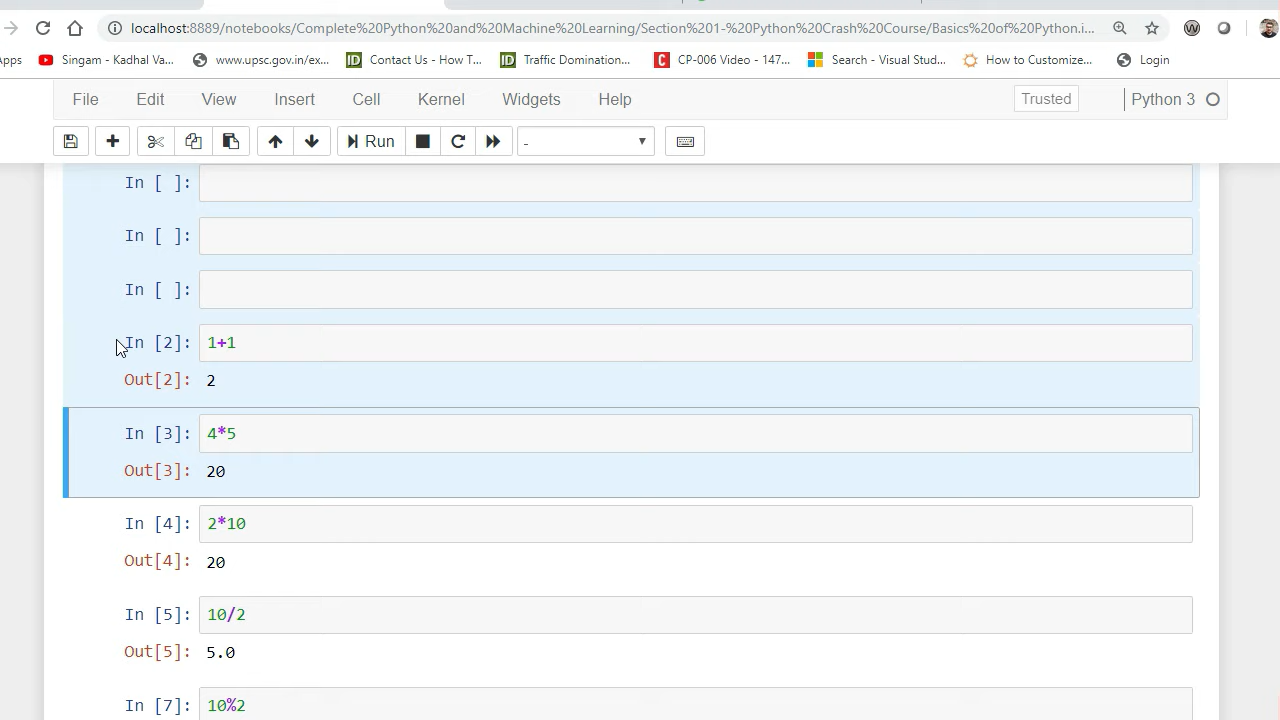 localhost:8889/notebooks/Complete%20Python%20and%20Machine%20Learning/Section%201-%20Python%20Crash%20Course/Basics%20of%20Python.i...
Apps Singam Kadhal Va... www.upsc.gov.in/ex... ID Contact Us - How T... ID Traffic Domination... C CP-006 Video - 147... Search - Visual Stud... How to Customize... Login
File Edit View Insert Cell Kernel Widgets Help Trusted Python 3
Run -
In [ ]:
In [ ]:
In [ ]:
In [2]: 1+1
Out[2]: 2
In [3]: 4*5
Out[3]: 20
In [4]: 2*10
Out[4]: 20
In [5]: 10/2
Out[5]: 5.0
In [7]: 10%2